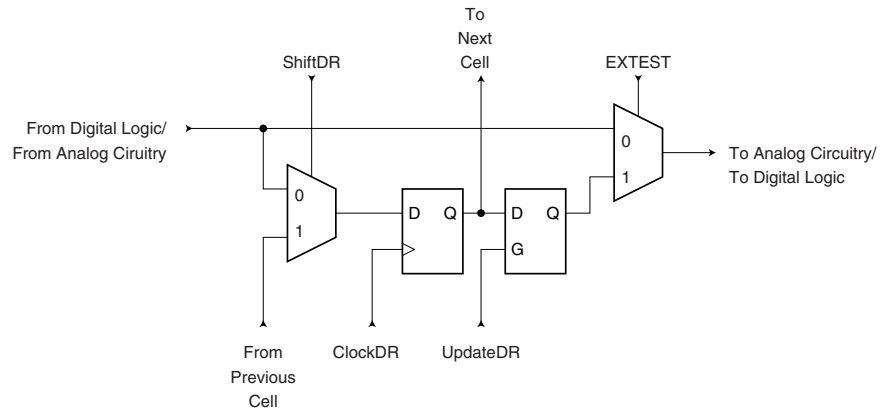 To
Next
Cell
ShiftDR
EXTEST
From Digital Logic/
From Analog Ciruitry
0
1
To Analog Circuitry/
To Digital Logic
0
1
D Q
D Q
G
From
Previous
Cell
ClockDR
UpdateDR